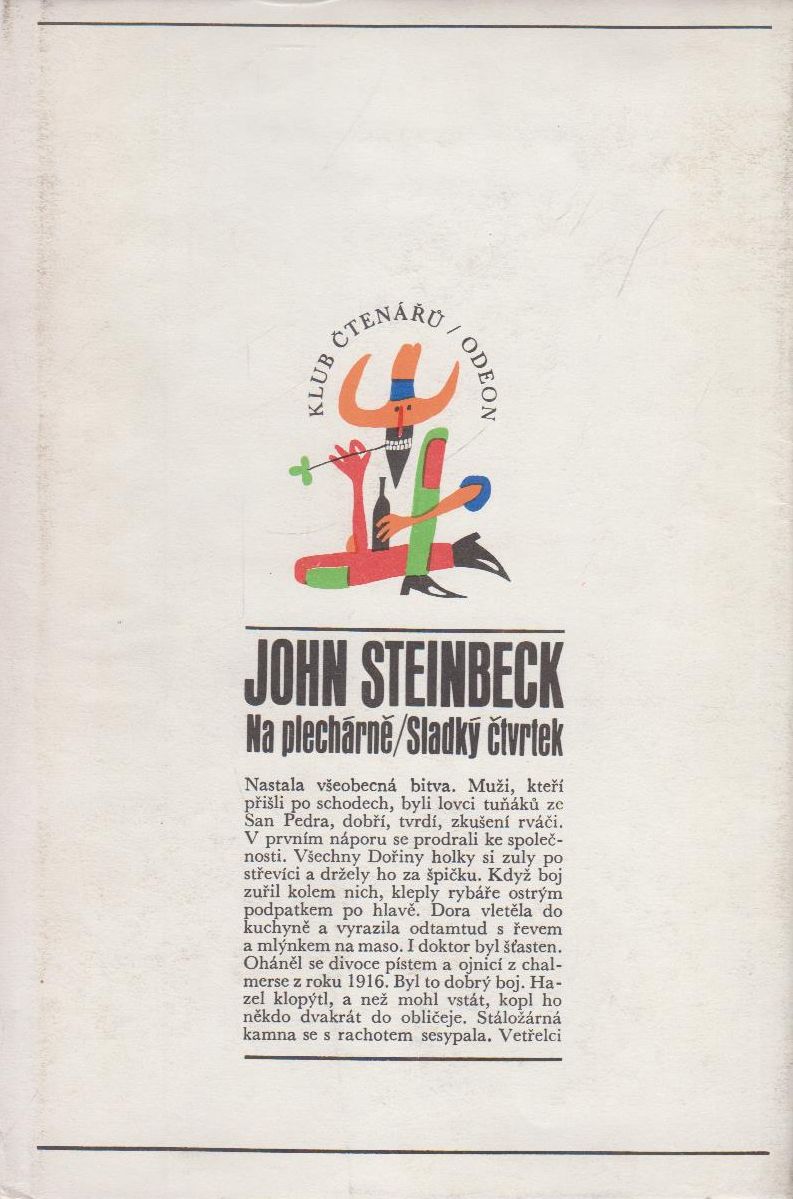 KLUB ČTENÁŘŮ / ODEON
JOHN STEINBECK
Na plechárně/Sladký čtvrtek
Nastala všeobecná bitva. Muži, kteří
přišli po schodech, byli lovci tuňáků ze
San Pedra, dobří, tvrdí, zkušení rváči.
V prvním náporu se prodrali ke společ-
nosti. Všechny Dořiny holky si zuly po
střevíci a držely ho za špičku. Když boj
zuřil kolem nich, kleply rybáře ostrým
podpatkem po hlavě. Dora vletěla do
kuchyně a vyrazila odtamtud s řevem
a mlýnkem na maso. I doktor byl šťasten.
Oháněl se divoce pístem a ojnicí z chal-
merse z roku 1916. Byl to dobrý boj. Ha-
zel klopýtl, a než mohl vstát, kopl ho
někdo dvakrát do obličeje. Stáložárná
kamna se s rachotem sesypala. Vetřelci